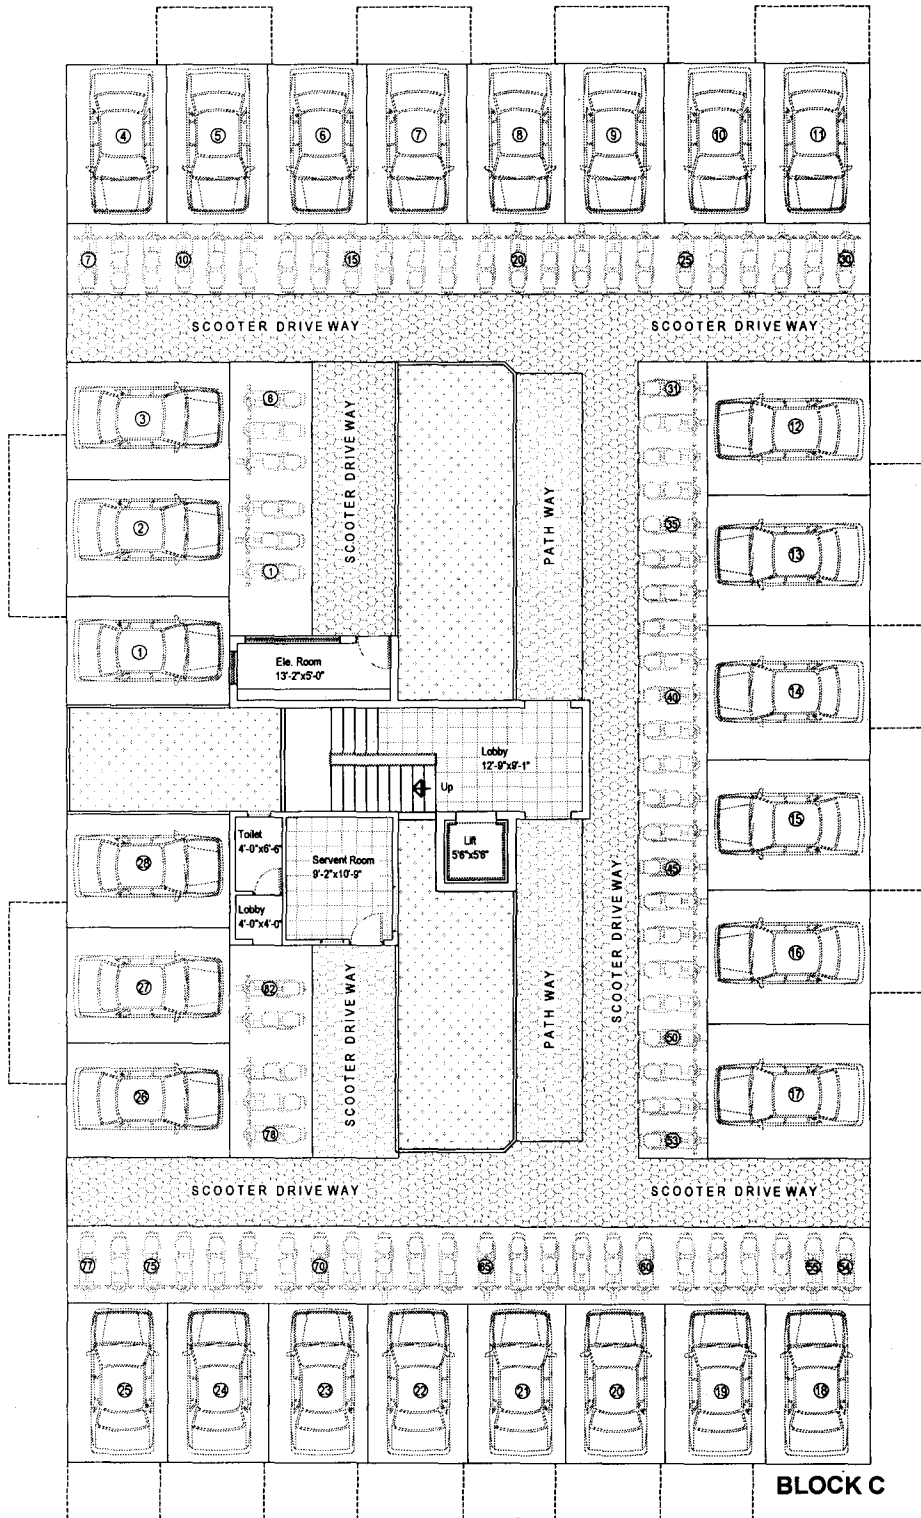 4 5 6 7 8 9 10 11
7 10 15 20 25 30
SCOOTER DRIVE WAY SCOOTER DRIVE WAY
3 6 31 12
SCOOTER DRIVE WAY
PATH WAY
2 35 13
1
1
Ele. Room
13'-2"x5'-0"
40 14
Lobby
12'-9"x9'-1"
Up
15
Toilet
4'-0"x6'-6"
Lift
5'6"x5'6"
28
Servent Room
9'-2"x10'-9"
45
Lobby
4'-0"x4'-0"
SCOOTER DRIVE WAY
27 82 16
SCOOTER DRIVE WAY
PATH WAY
50
26 78 53 17
SCOOTER DRIVE WAY SCOOTER DRIVE WAY
77 75 70 65 60 55 54
25 24 23 22 21 20 19 18
BLOCK C